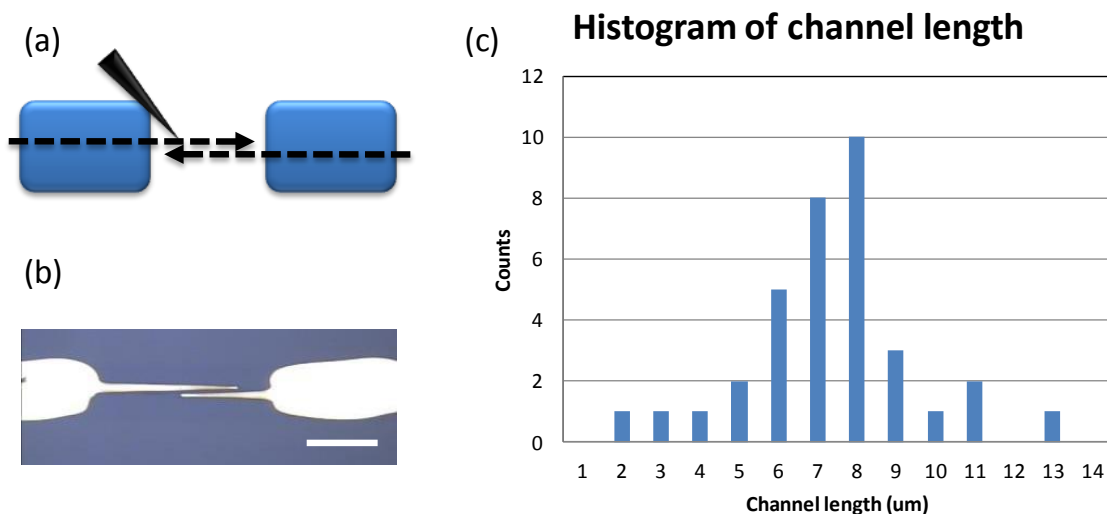 (a)
(b)
(c)
Histogram of channel length
12
10
8
6
4
2
0
Counts
1 2 3 4 5 6 7 8 9 10 11 12 13 14
Channel length (um)